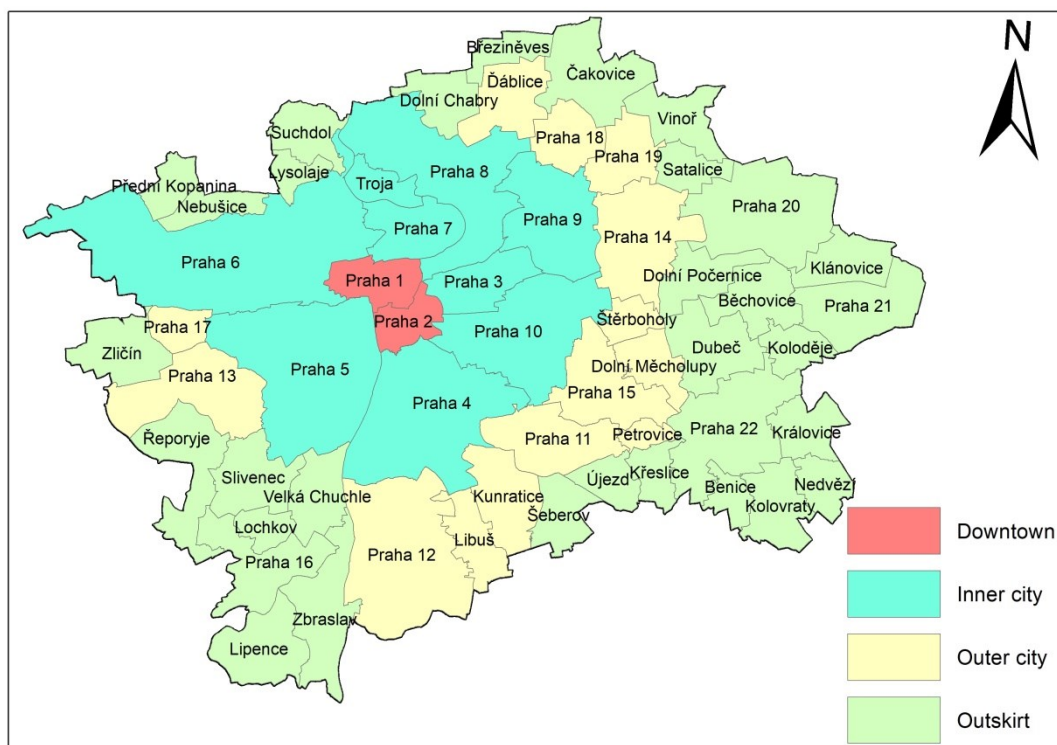 N
Březiněves
Ďáblice
Čakovice
Dolní Chabry
Vinoř
Suchdol
Praha 18
Praha 19
Přední Kopanina
Lysolaje
Praha 8
Satalice
Troja
Nebušice
Praha 7
Praha 9
Praha 20
Praha 14
Praha 6
Praha 1
Praha 3
Dolní Počernice
Klánovice
Běchovice
Praha 21
Praha 2
Praha 17
Praha 10
Štěrboholy
Zličín
Dubeč
Koloděje
Praha 13
Praha 5
Dolní Měcholupy
Praha 15
Praha 4
Řeporyje
Praha 11
Petrovice
Praha 22
Královice
Slivenec
Velká Chuchle
Kunratice
Újezd
Křeslice
Benice
Nedvězí
Kolovraty
Šeberov
Lochkov
Libuš
Praha 12
Praha 16
Zbraslav
Lipence
Downtown
Inner city
Outer city
Outskirt